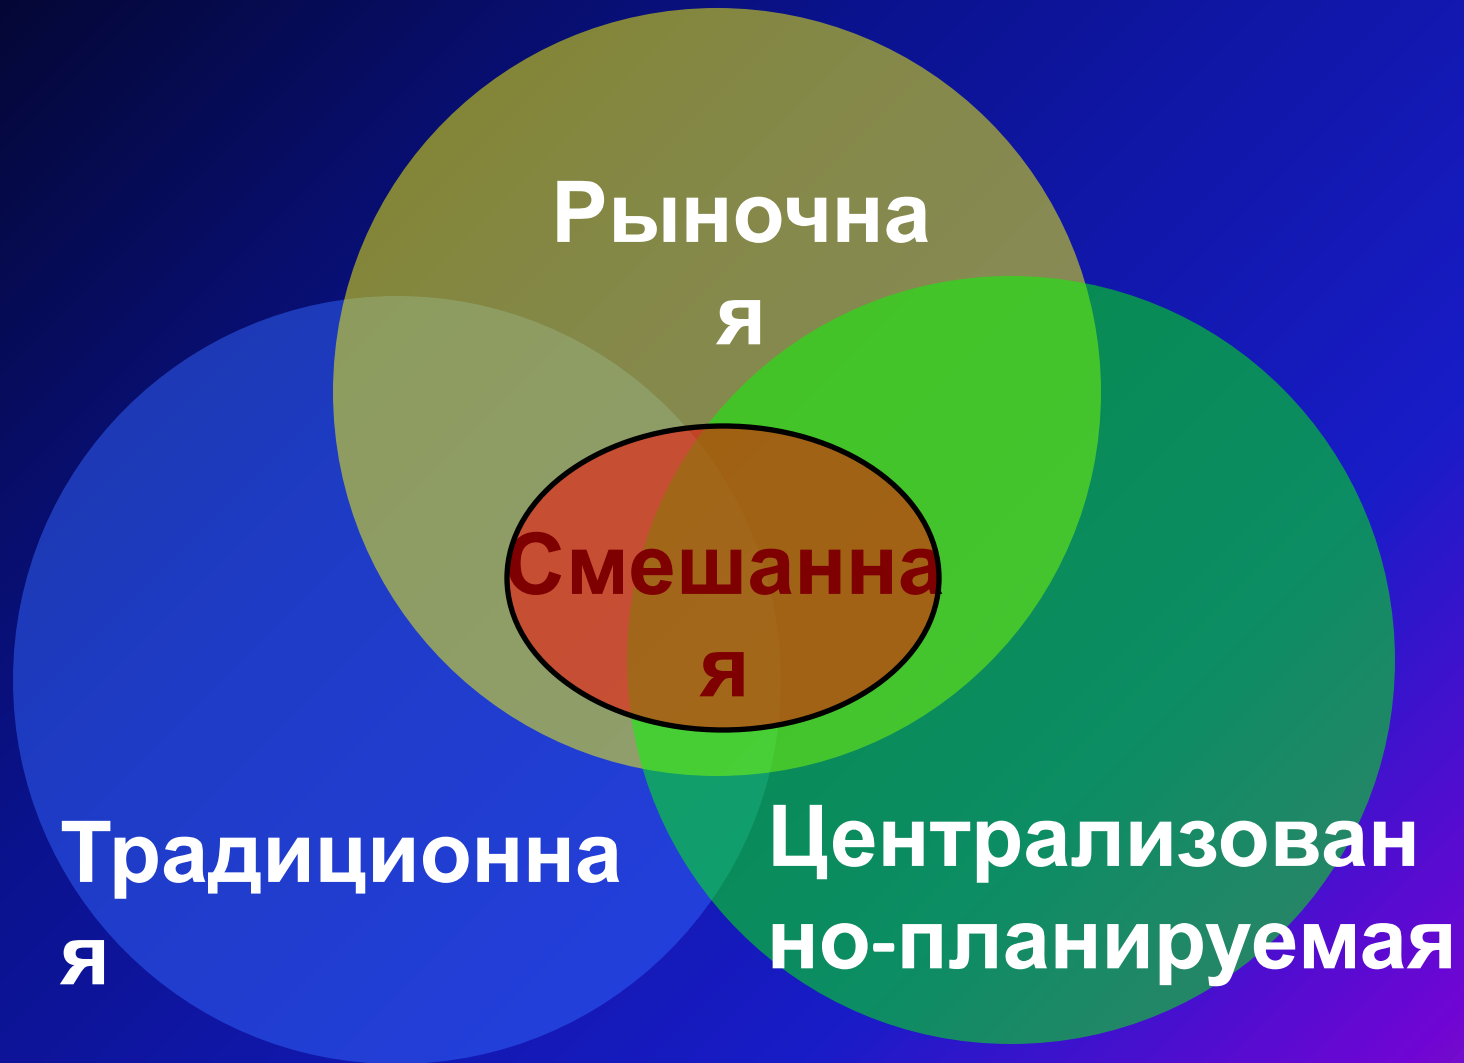 Рыночна
я
Смешанна
я
Традиционна
я
Централизован
но-планируемая